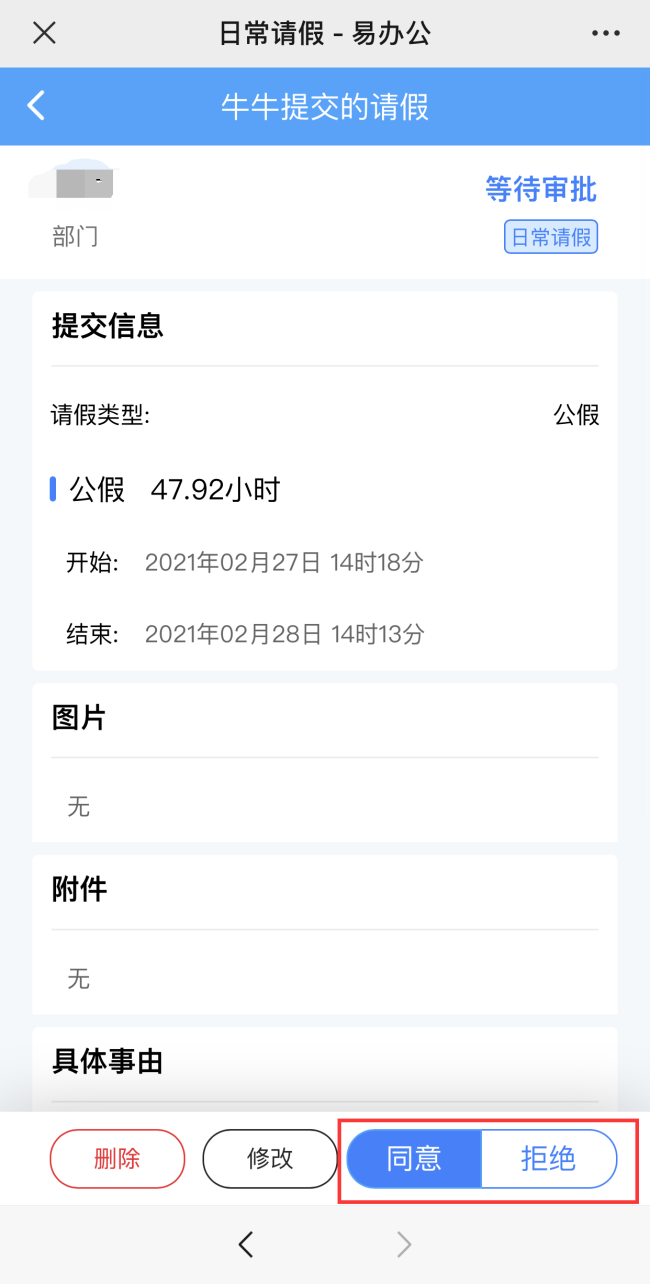 日常请假 - 易办公
牛牛提交的请假
等待审批
部门
日常请假
提交信息
请假类型: 公假
公假 47.92小时
开始: 2021年02月27日 14时18分
结束: 2021年02月28日 14时13分
图片
无
附件
无
具体事由
删除 修改 同意 拒绝